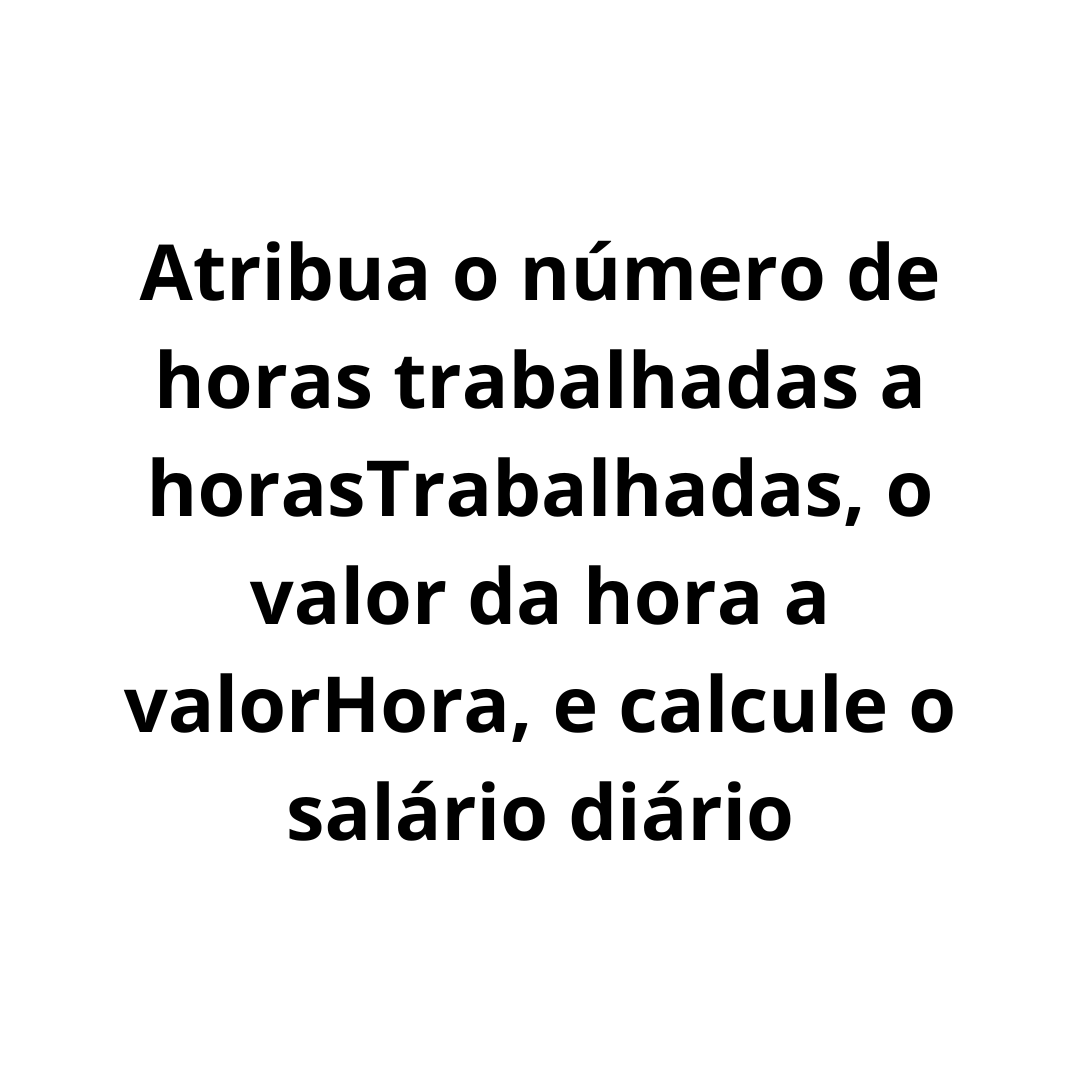 Atribua o número de
horas trabalhadas a
horasTrabalhadas, o
valor da hora a
valorHora, e calcule o
salário diário